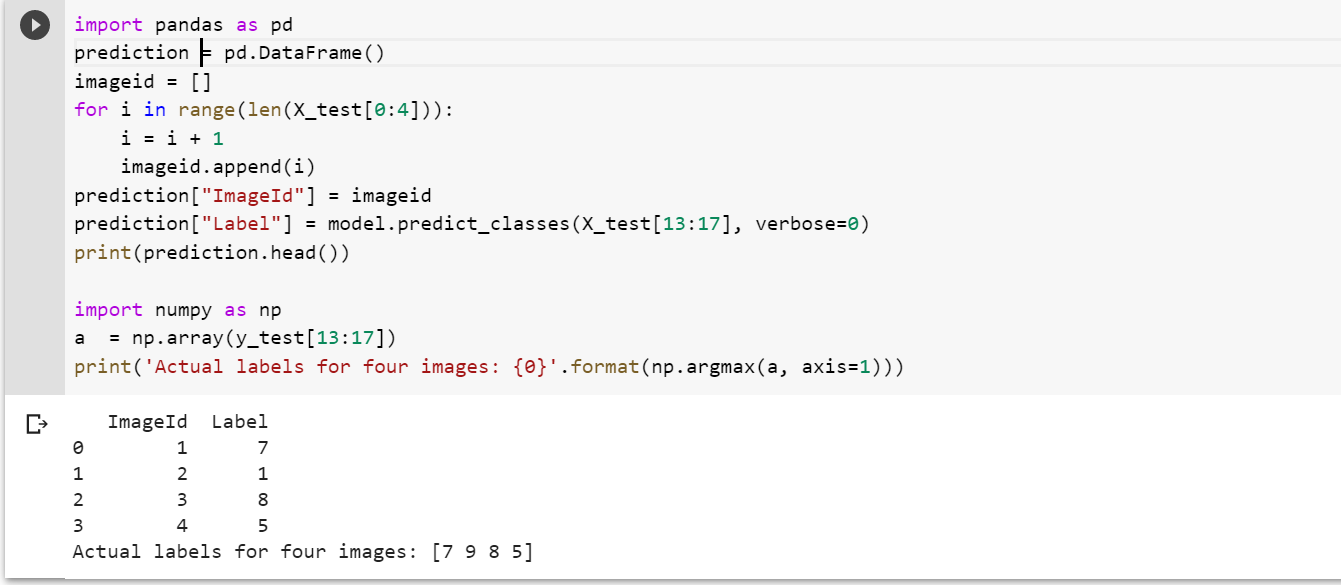 import pandas as pd
prediction = pd.DataFrame()
imageid = []
for i in range(len(X_test[0:4])):
    i = i + 1
    imageid.append(i)
prediction["ImageId"] = imageid
prediction["Label"] = model.predict_classes(X_test[13:17], verbose=0)
print(prediction.head())

import numpy as np
a  = np.array(y_test[13:17])
print('Actual labels for four images: {0}'.format(np.argmax(a, axis=1)))
   ImageId  Label
0        1      7
1        2      1
2        3      8
3        4      5
Actual labels for four images: [7 9 8 5]